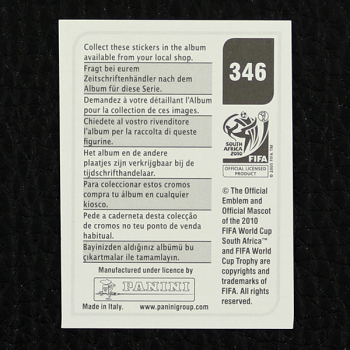 Collect these stickers in the album
available from your local shop.
Fragt bei eurem
Zeitschriftenhändler nach dem
Album für diese Serie.
Demandez à votre détaillant l'Album
pour la collection de ces images.
Chiedete al vostro rivenditore
l'album per la raccolta di queste
figurine.
Het album en de andere
plaatjes zijn verkrijgbaar bij de
tijdschrifthandelaar.
Para coleccionar estos cromos
compra tu álbum en cualquier
kiosco.
Pede a caderneta desta colecção
de cromos no teu ponto de venda
habitual.
Bayinizden aldığınız albümü bu
çıkartmalar ile tamamlayın.
Manufactured under licence by
PANINI
Made in Italy. www.paninigroup.com
346
SOUTH AFRICA
2010
FIFA
OFFICIAL LICENSED
PRODUCT
© 2005 FIFA TM
© The Official
Emblem and
Official Mascot
of the 2010
FIFA World Cup
South Africa™
and FIFA World
Cup Trophy are
copyrights and
trademarks of
FIFA. All rights
reserved.